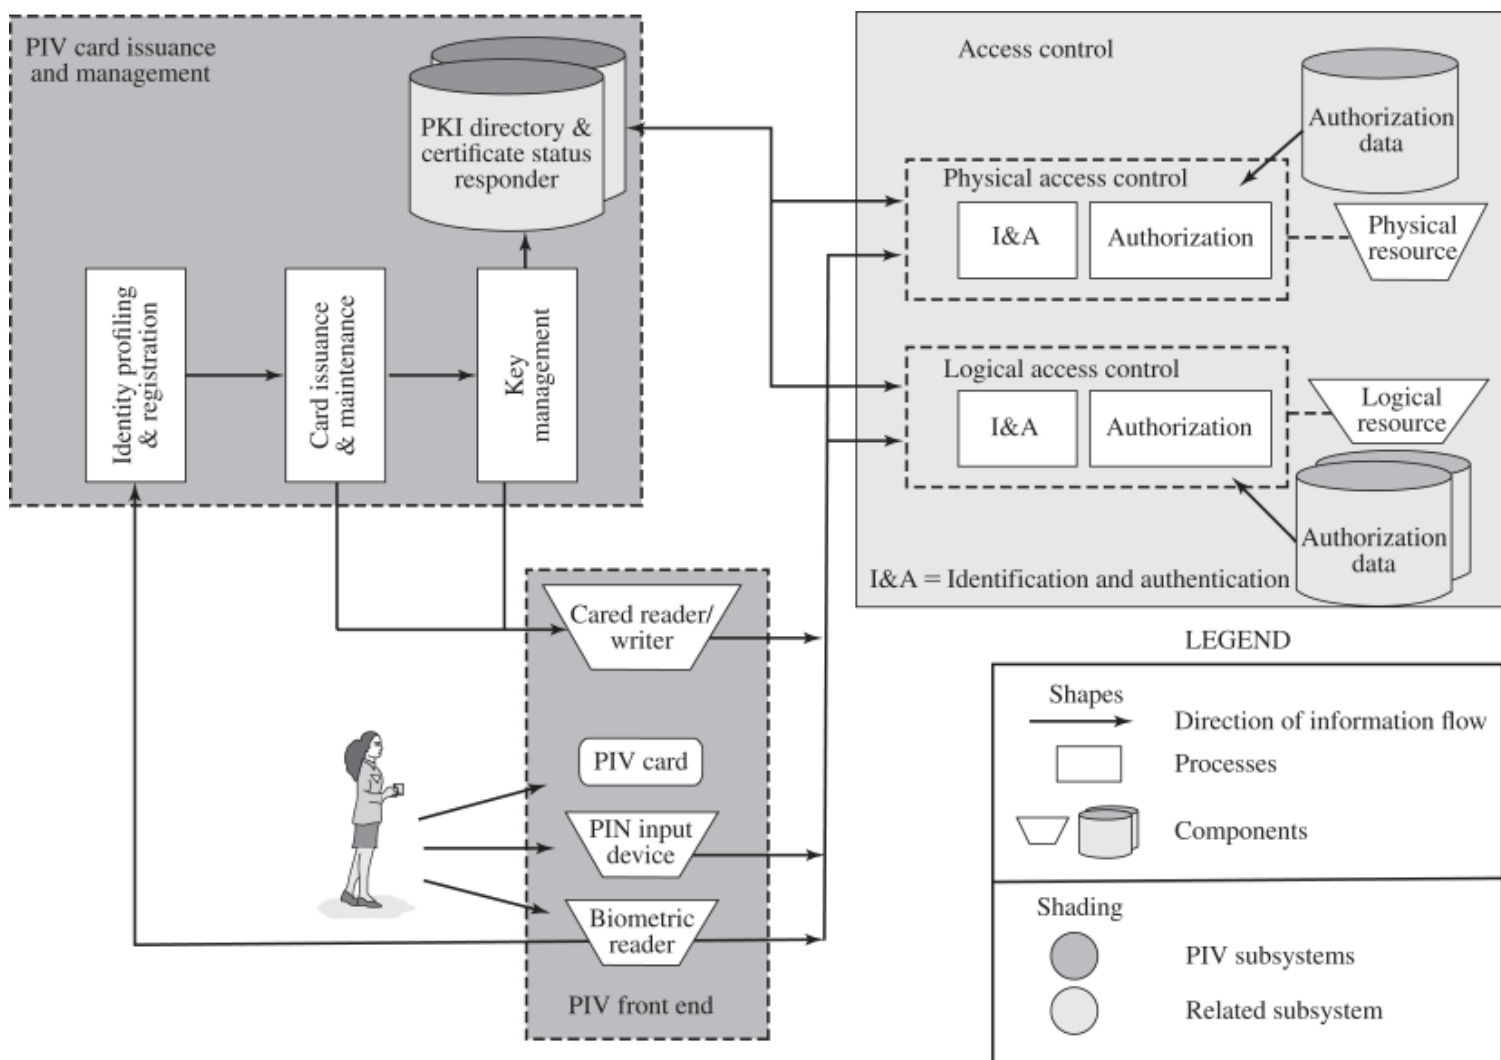 PIV card issuance
and management
PKI directory &
certificate status
responder
Identity profiling
& registration
Card issuance
& maintenance
Key
management
Access control
Authorization
data
Physical access control
I&A
Authorization
Physical
resource
Logical access control
I&A
Authorization
Logical
resource
Authorization
data
I&A = Identification and authentication
Cared reader/
writer
PIV card
PIN input
device
Biometric
reader
PIV front end
LEGEND
Shapes
Direction of information flow
Processes
Components
Shading
PIV subsystems
Related subsystem